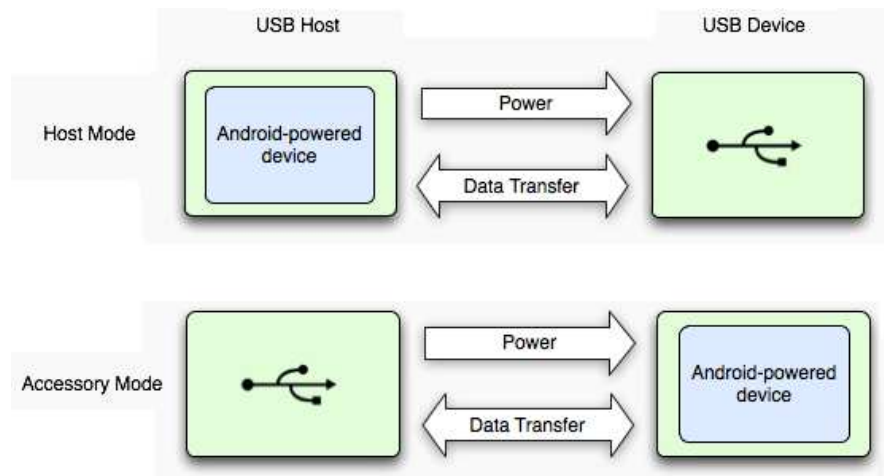 USB Host
USB Device
Host Mode
Android-powered
device
Power
Data Transfer
Accessory Mode
Power
Data Transfer
Android-powered
device